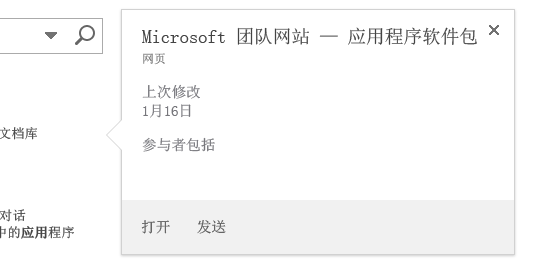 Microsoft 团队网站 — 应用程序软件包
网页
上次修改
1月16日
参与者包括
打开 发送
文档库
对话
中的应用程序